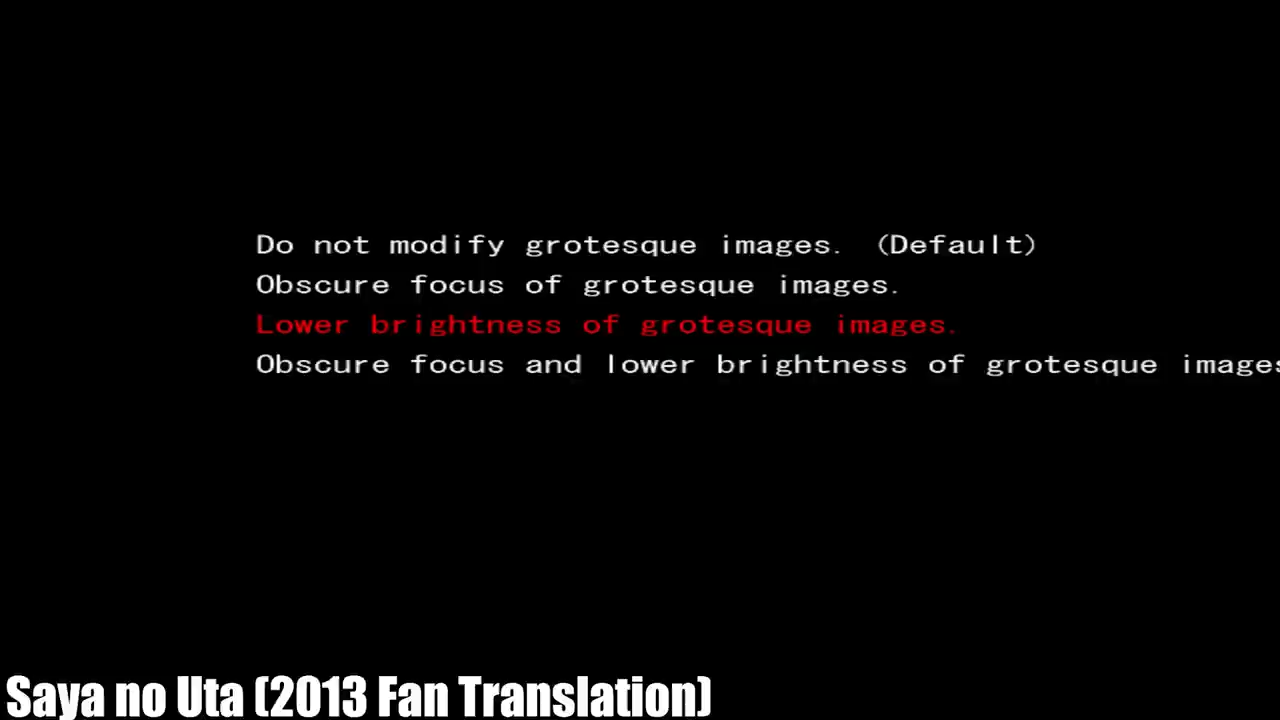 Do not modify grotesque images. (Default)
Obscure focus of grotesque images.
Lower brightness of grotesque images.
Obscure focus and lower brightness of grotesque images
Saya no Uta (2013 Fan Translation)